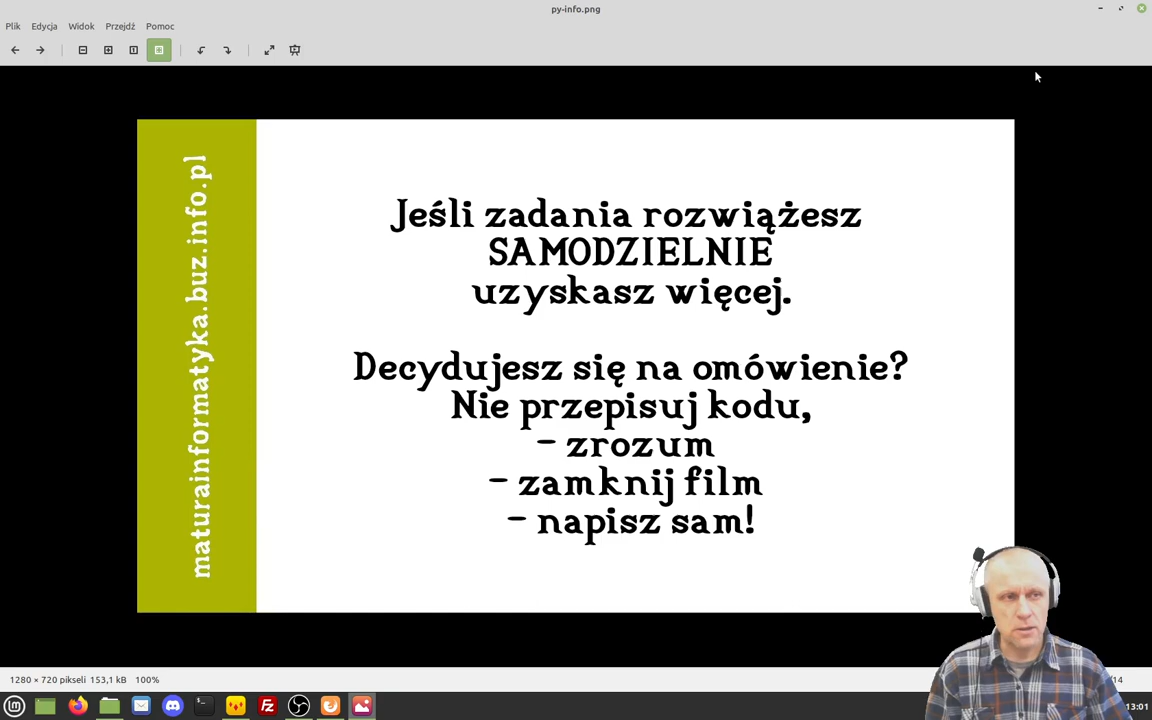 py-info.png
Plik Edycja Widok Przejdź Pomoc
maturainformatyka.buz.info.pl
Jeśli zadania rozwiążesz
SAMODZIELNIE
uzyskasz więcej.
Decydujesz się na omówienie?
Nie przepisuj kodu,
- zrozum
- zamknij film
- napisz sam!
1280 × 720 pikseli 153,1 kB 100%
/14
13:01